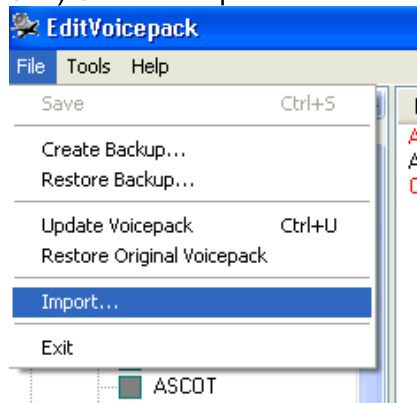 EditVoicepack
File Tools Help
Save Ctrl+S
Create Backup...
Restore Backup...
Update Voicepack Ctrl+U
Restore Original Voicepack
Import...
Exit
ASCOT